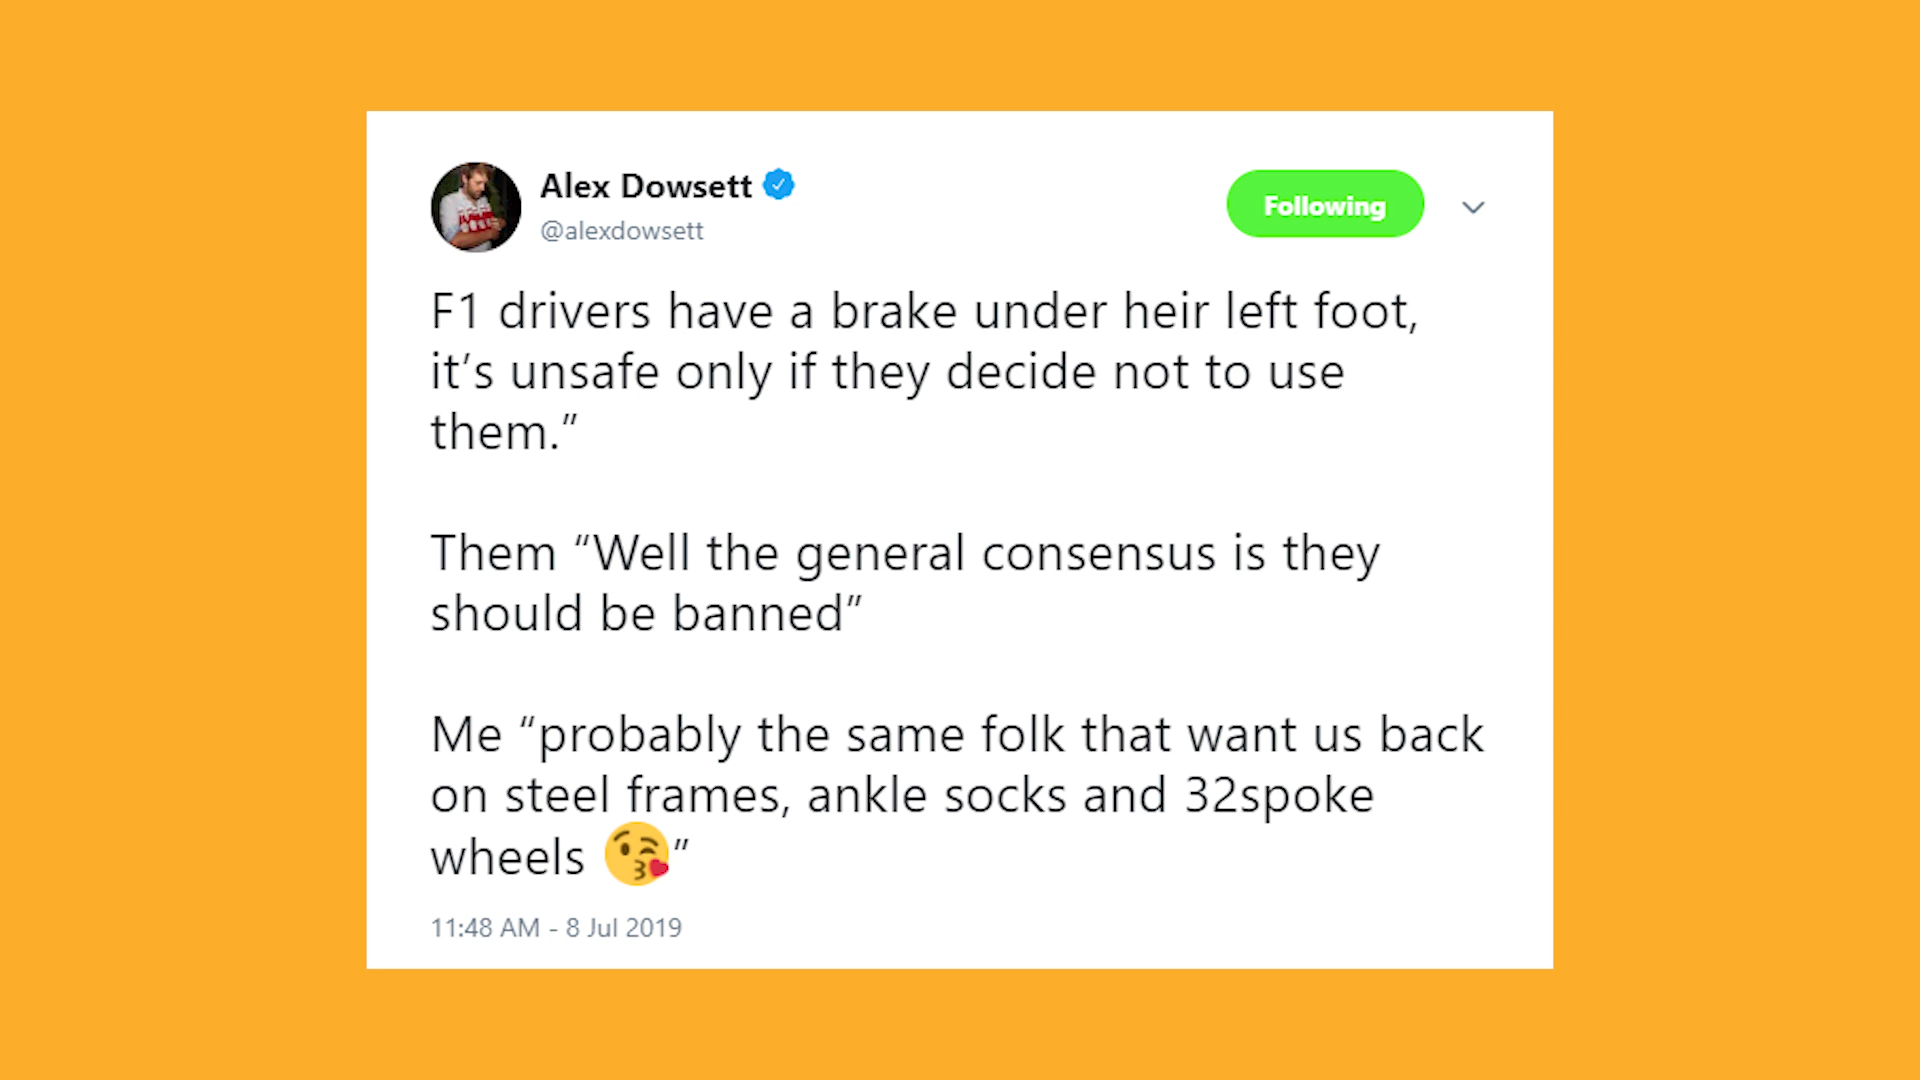 Alex Dowsett
@alexdowsett
Following
F1 drivers have a brake under heir left foot,
it’s unsafe only if they decide not to use
them.”
Them “Well the general consensus is they
should be banned”
Me “probably the same folk that want us back
on steel frames, ankle socks and 32spoke
wheels 😘”
11:48 AM - 8 Jul 2019